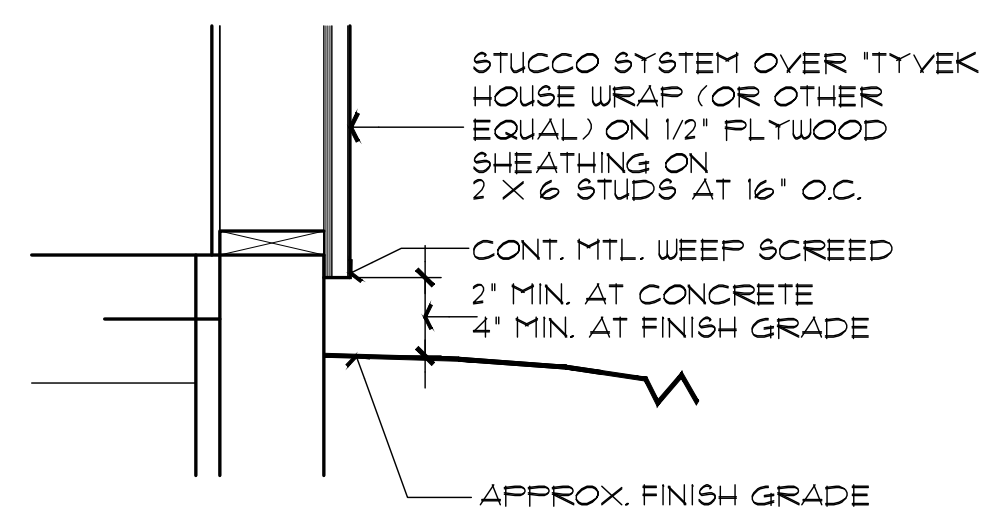 STUCCO SYSTEM OVER "TYVEK
HOUSE WRAP (OR OTHER
EQUAL) ON 1/2" PLYWOOD
SHEATHING ON
2 X 6 STUDS AT 16" O.C.
CONT. MTL. WEEP SCREED
2" MIN. AT CONCRETE
4" MIN. AT FINISH GRADE
APPROX. FINISH GRADE